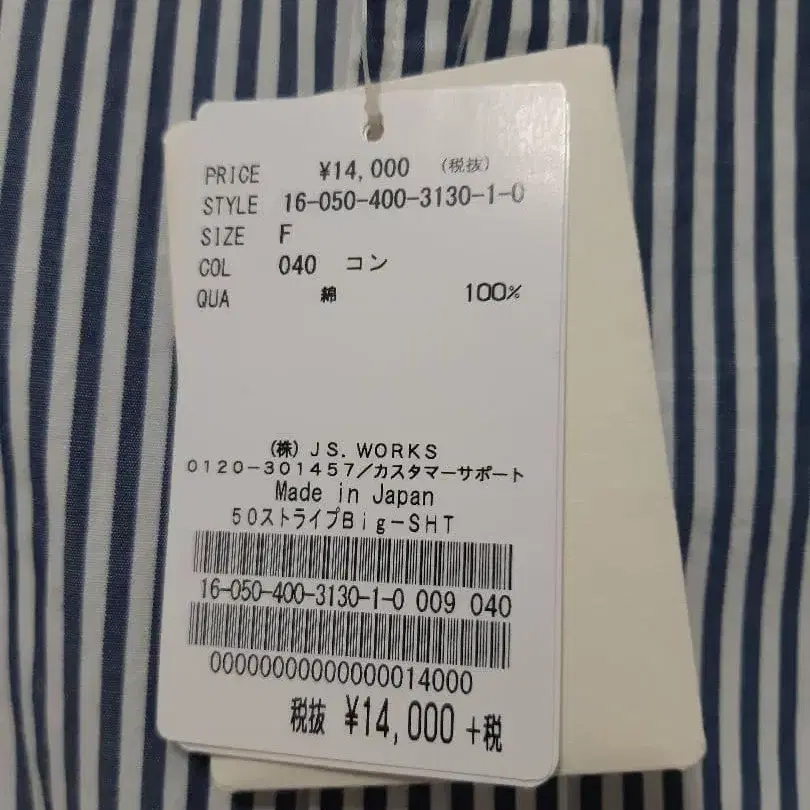 PRICE ¥14,000 (税抜)
STYLE 16-050-400-3130-1-0
SIZE F
COL 040 コン
QUA 綿 100%
(株) JS. WORKS
0120-301457/カスタマーサポート
Made in Japan
50ストライプBig-SHT
16-050-400-3130-1-0 009 040
00000000000000014000
税抜 ¥14,000 +税